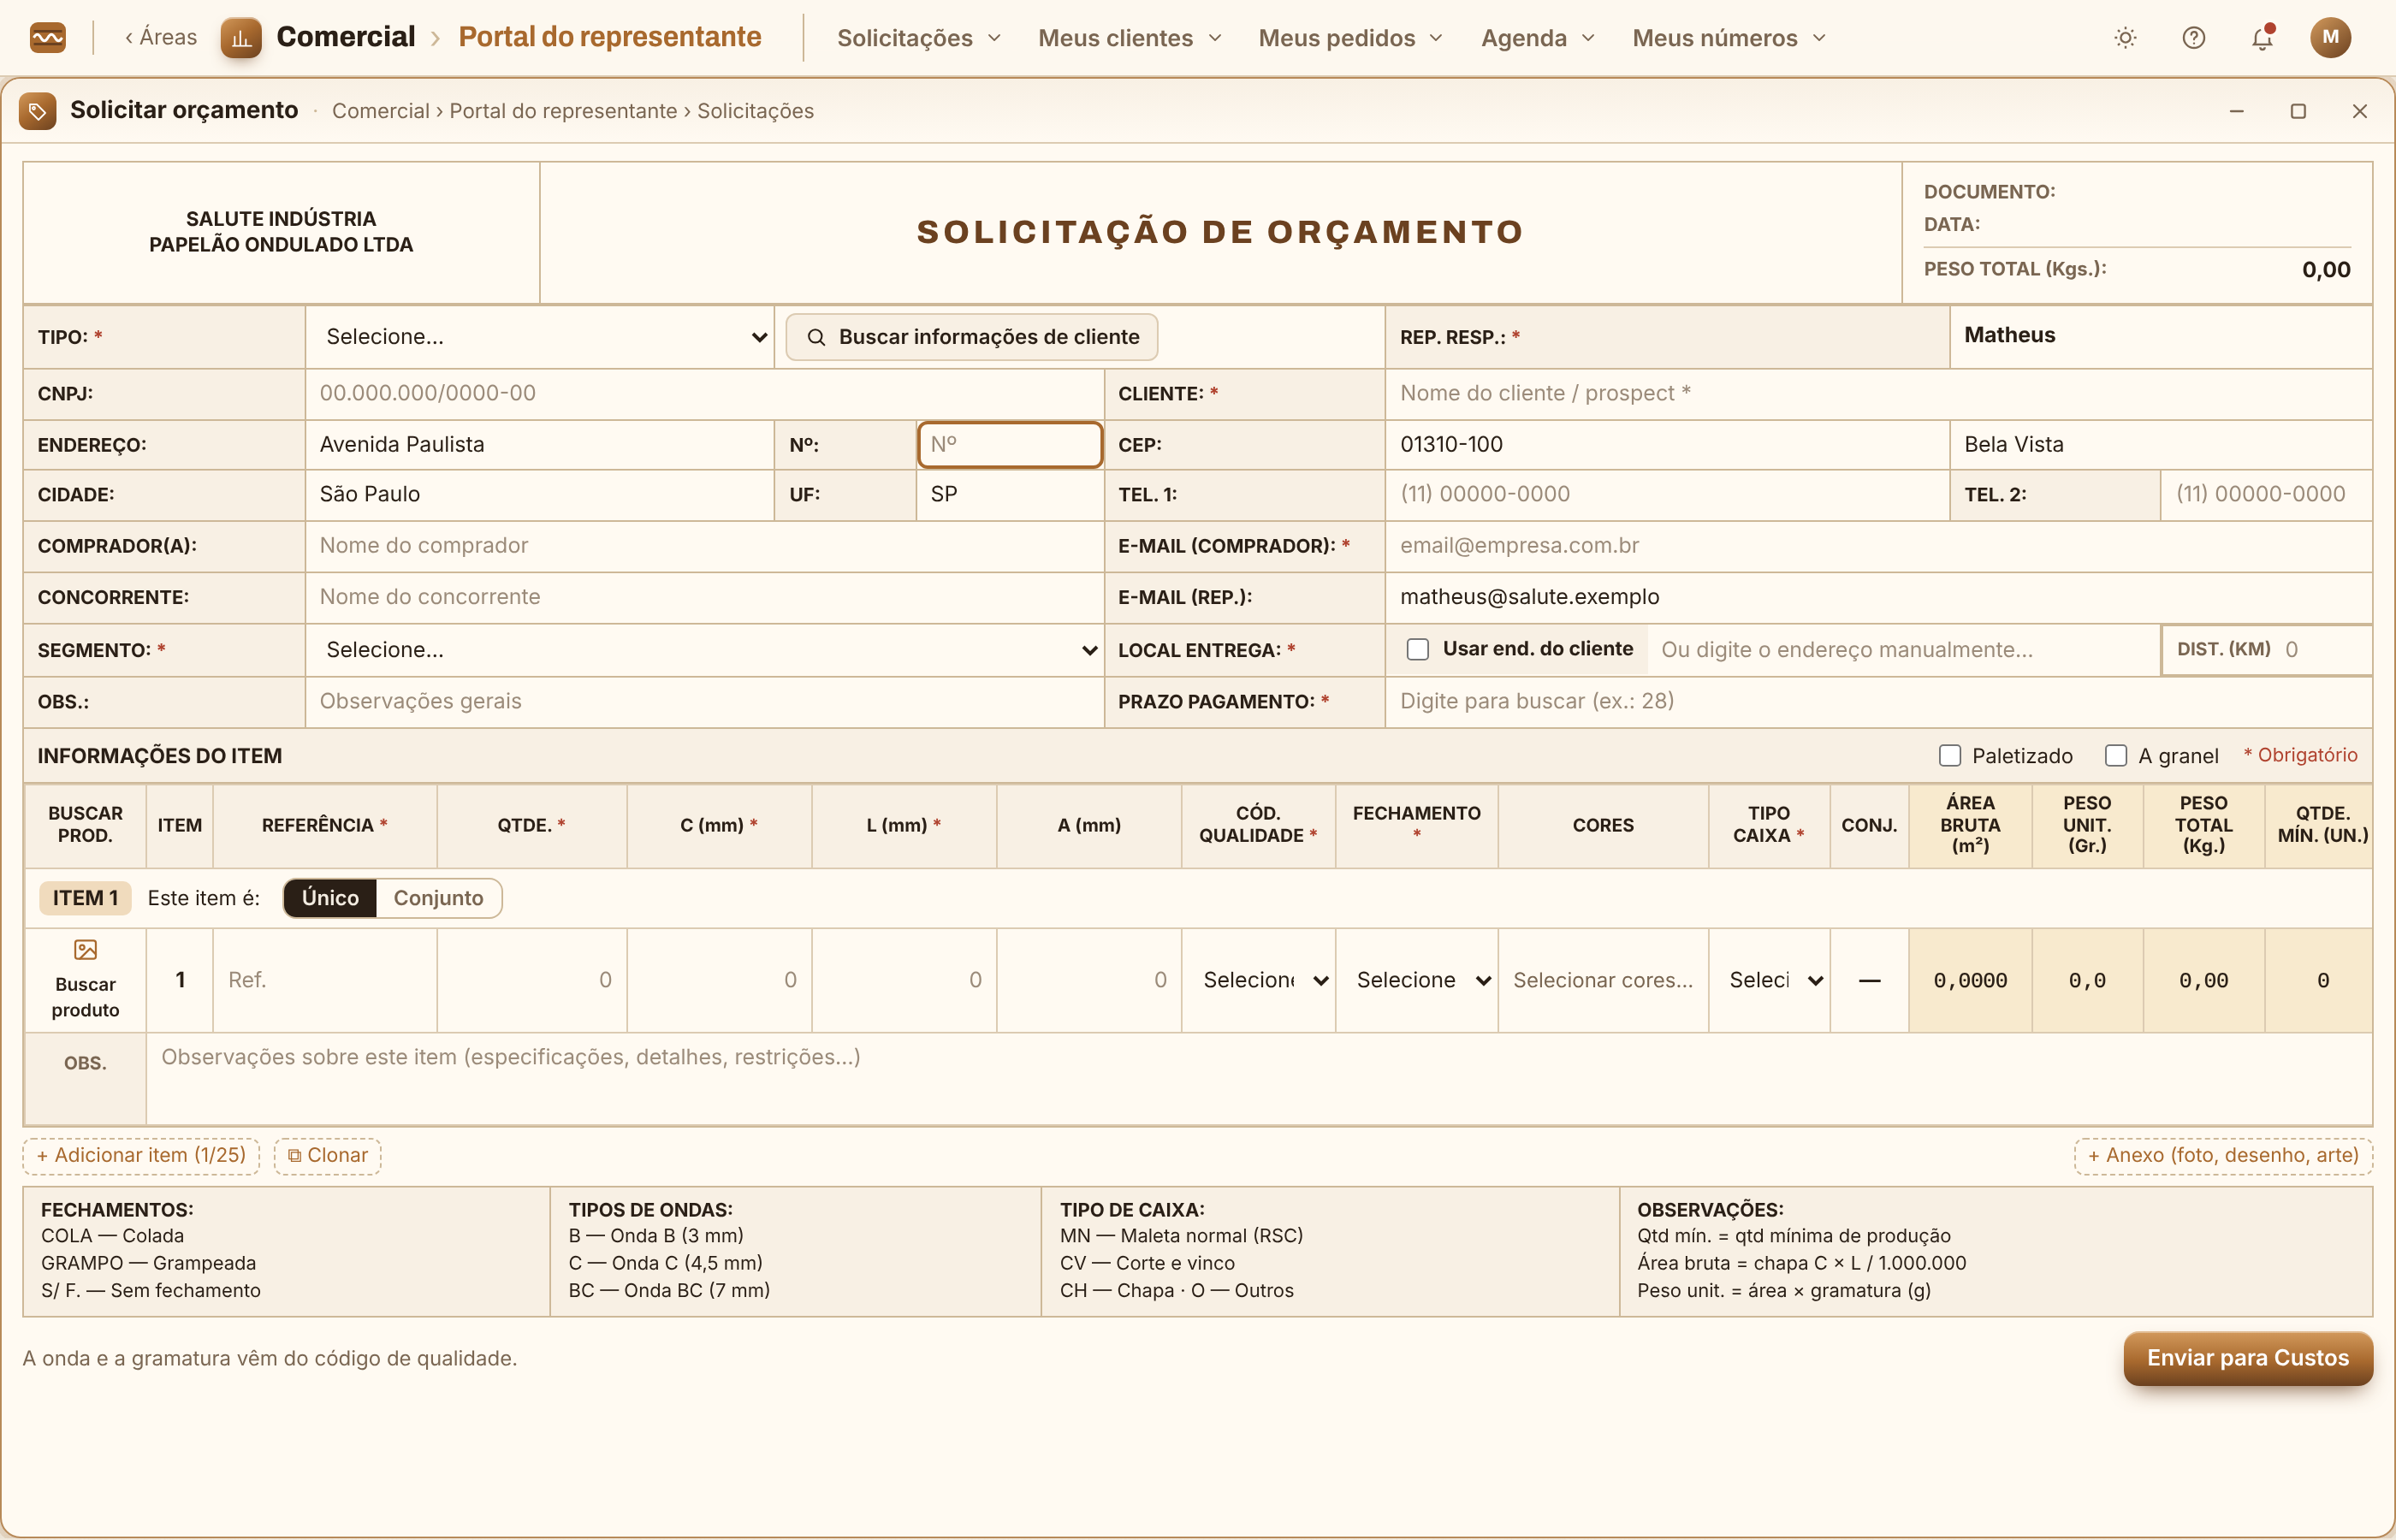 ‹ Áreas Comercial › Portal do representante Solicitações Meus clientes Meus pedidos Agenda Meus números M
Solicitar orçamento · Comercial › Portal do representante › Solicitações
SALUTE INDÚSTRIA
PAPELÃO ONDULADO LTDA
SOLICITAÇÃO DE ORÇAMENTO
DOCUMENTO:
DATA:
PESO TOTAL (Kgs.): 0,00
TIPO: * Selecione... Buscar informações de cliente REP. RESP.: * Matheus
CNPJ: 00.000.000/0000-00 CLIENTE: * Nome do cliente / prospect *
ENDEREÇO: Avenida Paulista Nº: Nº CEP: 01310-100 Bela Vista
CIDADE: São Paulo UF: SP TEL. 1: (11) 00000-0000 TEL. 2: (11) 00000-0000
COMPRADOR(A): Nome do comprador E-MAIL (COMPRADOR): * email@empresa.com.br
CONCORRENTE: Nome do concorrente E-MAIL (REP.): matheus@salute.exemplo
SEGMENTO: * Selecione... LOCAL ENTREGA: * Usar end. do cliente Ou digite o endereço manualmente... DIST. (KM) 0
OBS.: Observações gerais PRAZO PAGAMENTO: * Digite para buscar (ex.: 28)
INFORMAÇÕES DO ITEM Paletizado A granel * Obrigatório
BUSCAR PROD. ITEM REFERÊNCIA * QTDE. * C (mm) * L (mm) * A (mm) CÓD. QUALIDADE * FECHAMENTO * CORES TIPO CAIXA * CONJ. ÁREA BRUTA (m²) PESO UNIT. (Gr.) PESO TOTAL (Kg.) QTDE. MÍN. (UN.)
ITEM 1 Este item é: Único Conjunto
Buscar produto 1 Ref. 0 0 0 0 Selecione Selecione Selecionar cores... Seleci — 0,0000 0,0 0,00 0
OBS. Observações sobre este item (especificações, detalhes, restrições...)
+ Adicionar item (1/25) ⧉ Clonar + Anexo (foto, desenho, arte)
FECHAMENTOS:
COLA — Colada
GRAMPO — Grampeada
S/ F. — Sem fechamento
TIPOS DE ONDAS:
B — Onda B (3 mm)
C — Onda C (4,5 mm)
BC — Onda BC (7 mm)
TIPO DE CAIXA:
MN — Maleta normal (RSC)
CV — Corte e vinco
CH — Chapa · O — Outros
OBSERVAÇÕES:
Qtd mín. = qtd mínima de produção
Área bruta = chapa C × L / 1.000.000
Peso unit. = área × gramatura (g)
A onda e a gramatura vêm do código de qualidade. Enviar para Custos